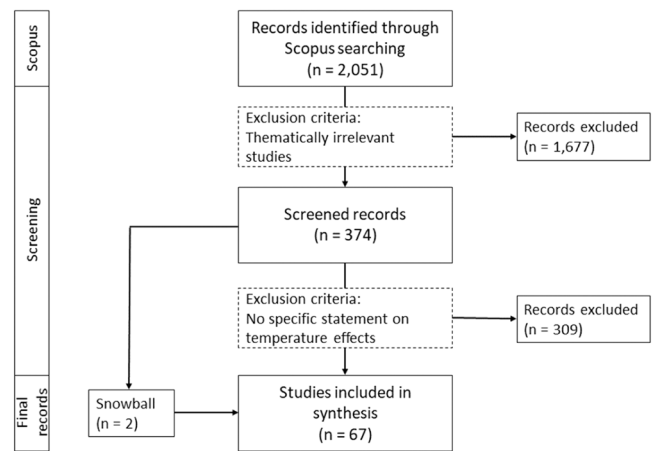 Scopus
Records identified through
Scopus searching
(n = 2,051)
Screening
Exclusion criteria:
Thematically irrelevant
studies
Records excluded
(n = 1,677)
Screened records
(n = 374)
Exclusion criteria:
No specific statement on
temperature effects
Records excluded
(n = 309)
Final
records
Snowball
(n = 2)
Studies included in
synthesis
(n = 67)